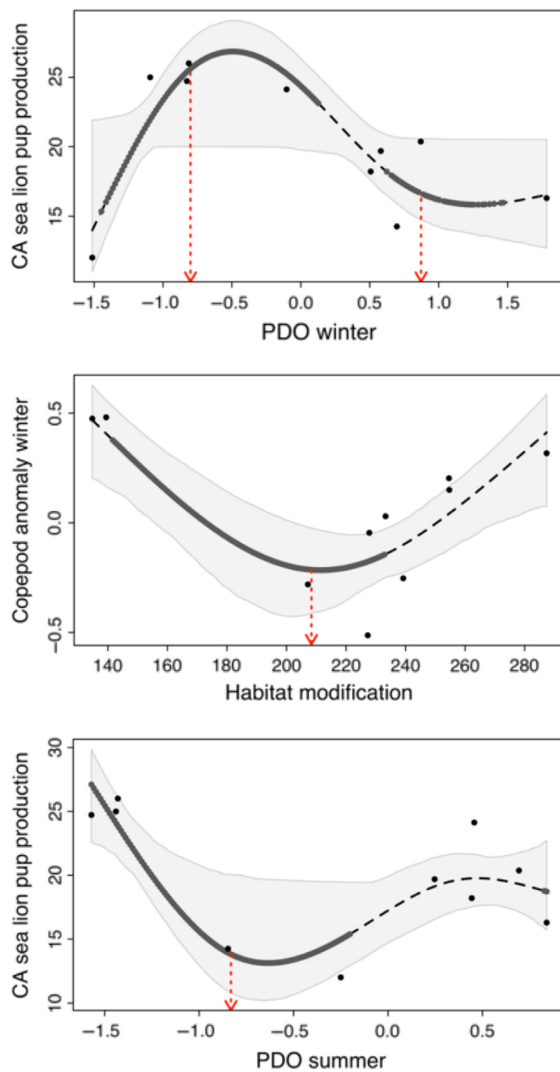 CA sea lion pup production
25
20
15
−1.5 −1.0 −0.5 0.0 0.5 1.0 1.5
PDO winter
Copepod anomaly winter
0.5
0.0
−0.5
140 160 180 200 220 240 260 280
Habitat modification
CA sea lion pup production
30
25
20
15
10
−1.5 −1.0 −0.5 0.0 0.5
PDO summer